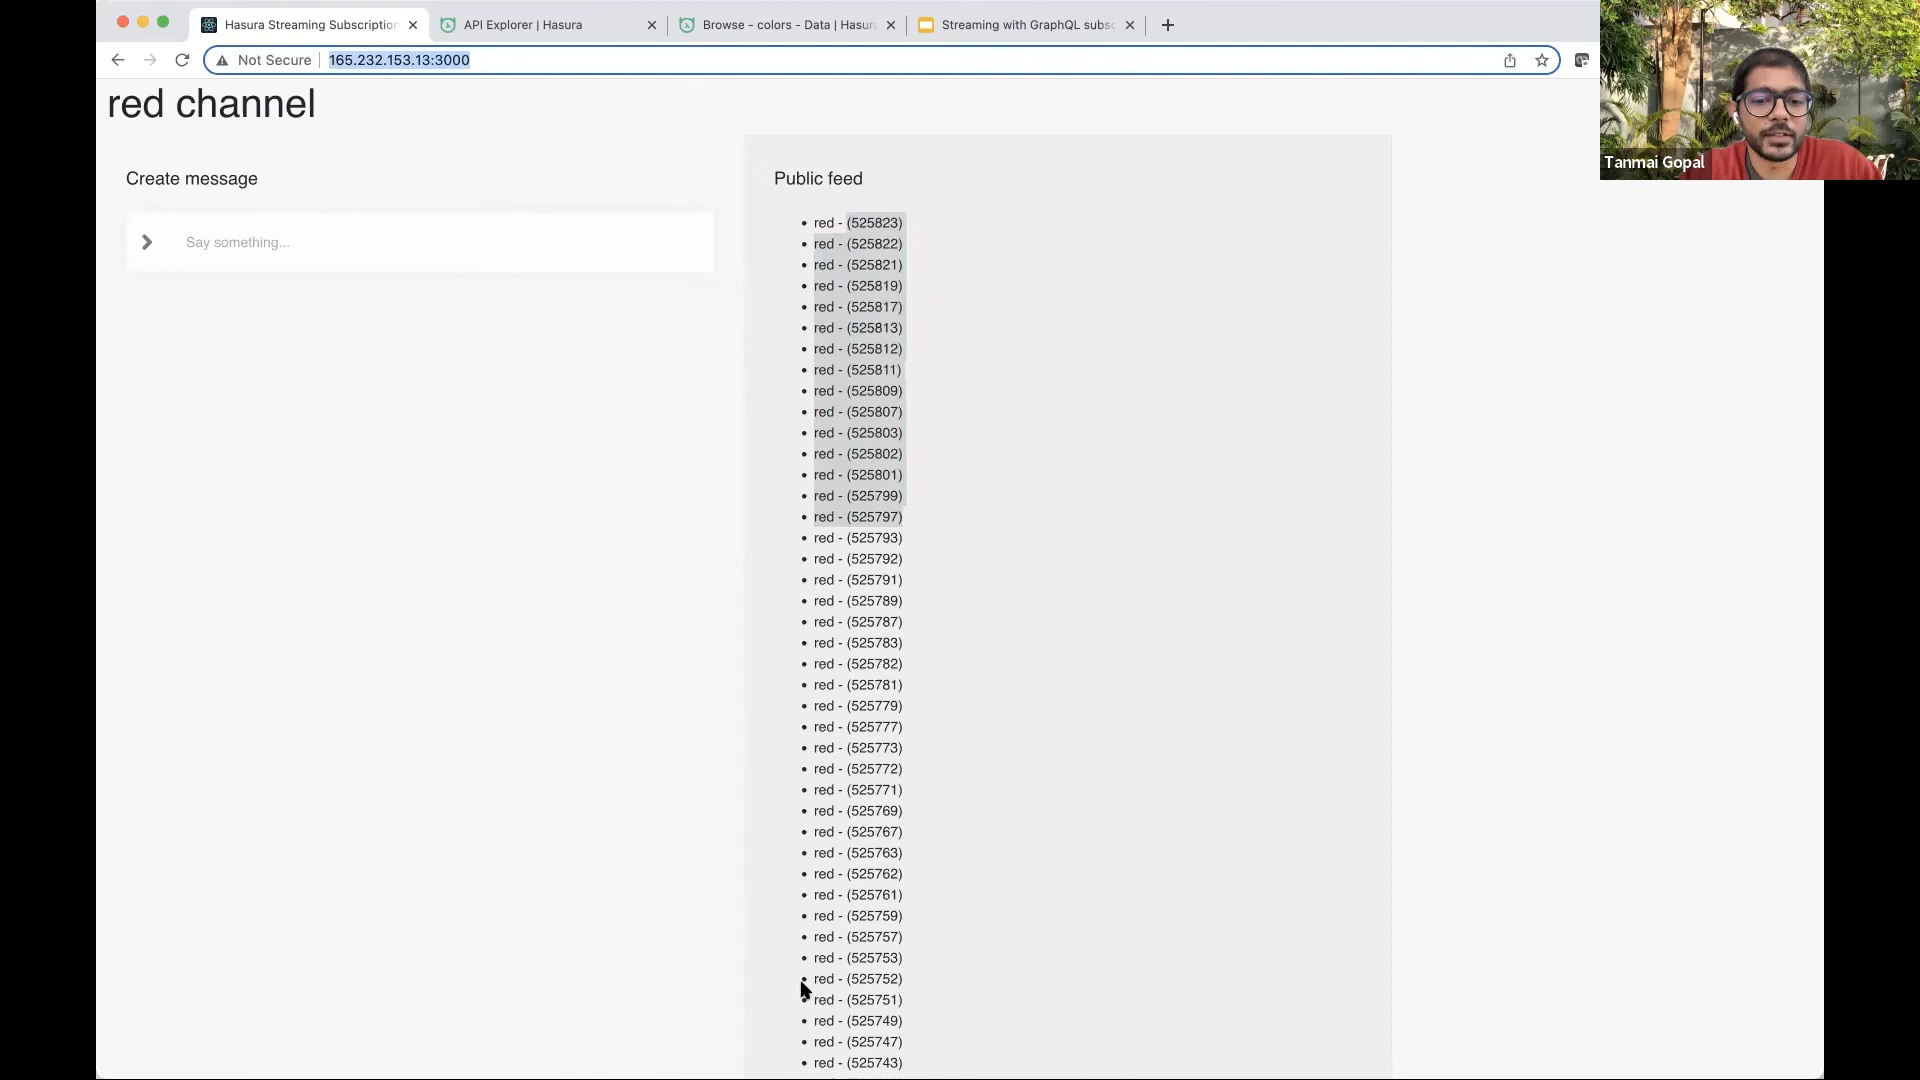 Hasura Streaming Subscription
API Explorer | Hasura
Browse - colors - Data | Hasura
Streaming with GraphQL subsc
Not Secure
165.232.153.13:3000
red channel
Tanmai Gopal
Create message
Say something...
Public feed
red - (525823)
red - (525822)
red - (525821)
red - (525819)
red - (525817)
red - (525813)
red - (525812)
red - (525811)
red - (525809)
red - (525807)
red - (525803)
red - (525802)
red - (525801)
red - (525799)
red - (525797)
red - (525793)
red - (525792)
red - (525791)
red - (525789)
red - (525787)
red - (525783)
red - (525782)
red - (525781)
red - (525779)
red - (525777)
red - (525773)
red - (525772)
red - (525771)
red - (525769)
red - (525767)
red - (525763)
red - (525762)
red - (525761)
red - (525759)
red - (525757)
red - (525753)
red - (525752)
red - (525751)
red - (525749)
red - (525747)
red - (525743)